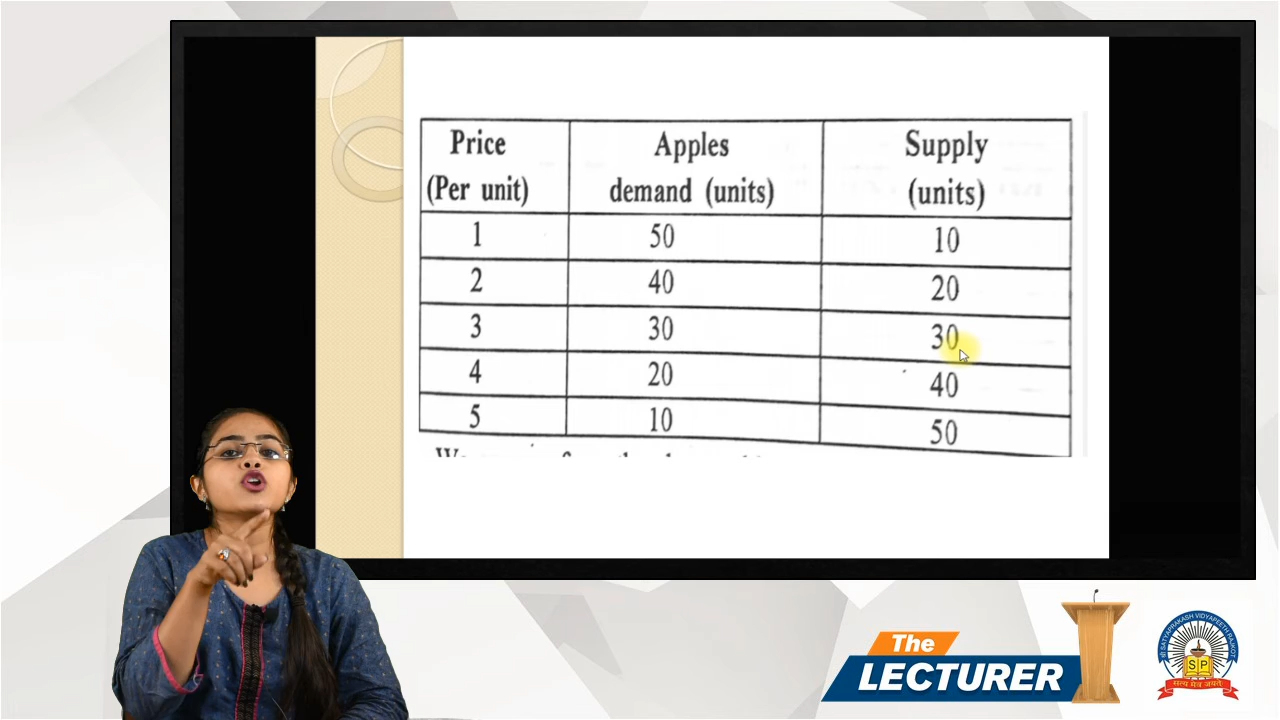 Price Apples Supply
(Per unit) demand (units) (units)
1 50 10
2 40 20
3 30 30
4 20 40
5 10 50
The
LECTURER
SP
सत्य मेव जयते